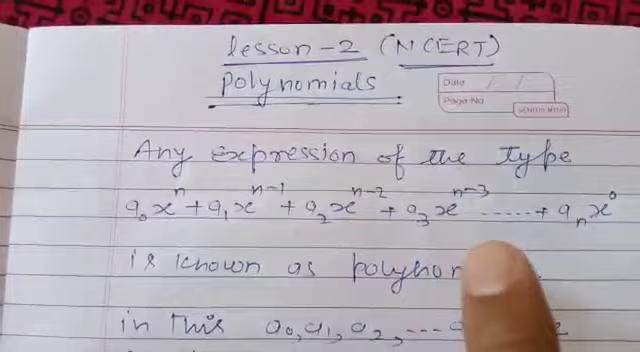 lesson-2 (NCERT)
Polynomials
Date / /
Page No
Any expression of the type
a₀xⁿ + a₁xⁿ⁻¹ + a₂xⁿ⁻² + a₃xⁿ⁻³ ..... + aₙx⁰
is known as
in this a₀, a₁, a₂, ---